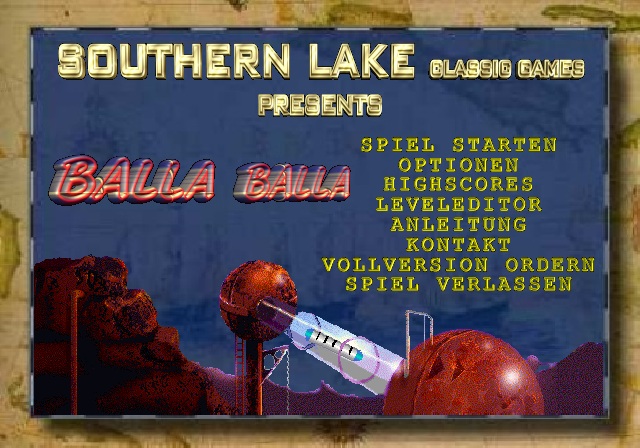 SOUTHERN LAKE CLASSIC GAMES
PRESENTS
BALLA BALLA
SPIEL STARTEN
OPTIONEN
HIGHSCORES
LEVELEDITOR
ANLEITUNG
KONTAKT
VOLLVERSION ORDERN
SPIEL VERLASSEN